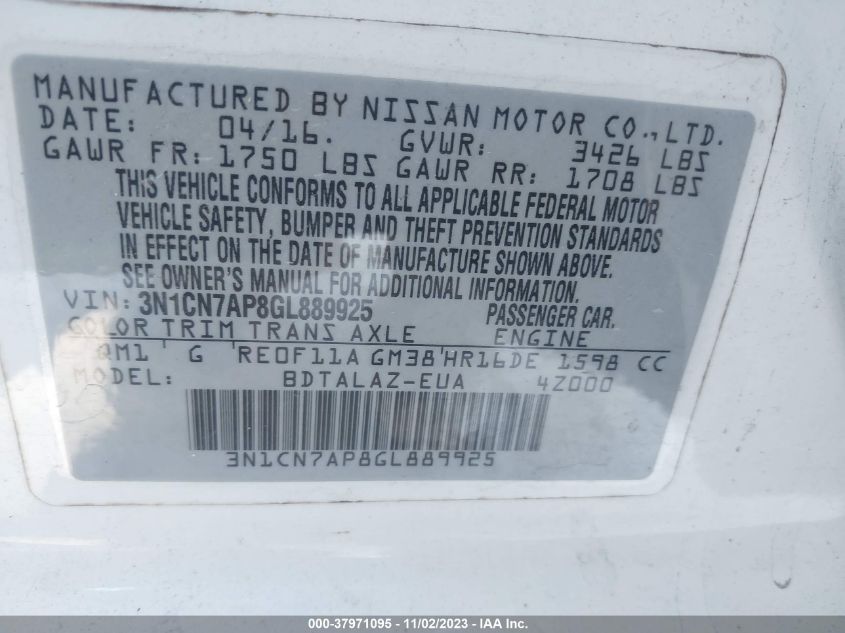 MANUFACTURED BY NISSAN MOTOR CO., LTD.
DATE: 04/16. GVWR: 3426 LBS
GAWR FR: 1750 LBS GAWR RR: 1708 LBS
THIS VEHICLE CONFORMS TO ALL APPLICABLE FEDERAL MOTOR
VEHICLE SAFETY, BUMPER AND THEFT PREVENTION STANDARDS
IN EFFECT ON THE DATE OF MANUFACTURE SHOWN ABOVE.
SEE OWNER'S MANUAL FOR ADDITIONAL INFORMATION.
VIN: 3N1CN7AP8GL889925 PASSENGER CAR.
COLOR TRIM TRANS AXLE ENGINE
QM1 G RE0F11A GM38 HR16DE 1598 CC
MODEL: BDTALAZ-EUA 4Z000
3N1CN7AP8GL889925
000-37971095 - 11/02/2023 - IAA Inc.